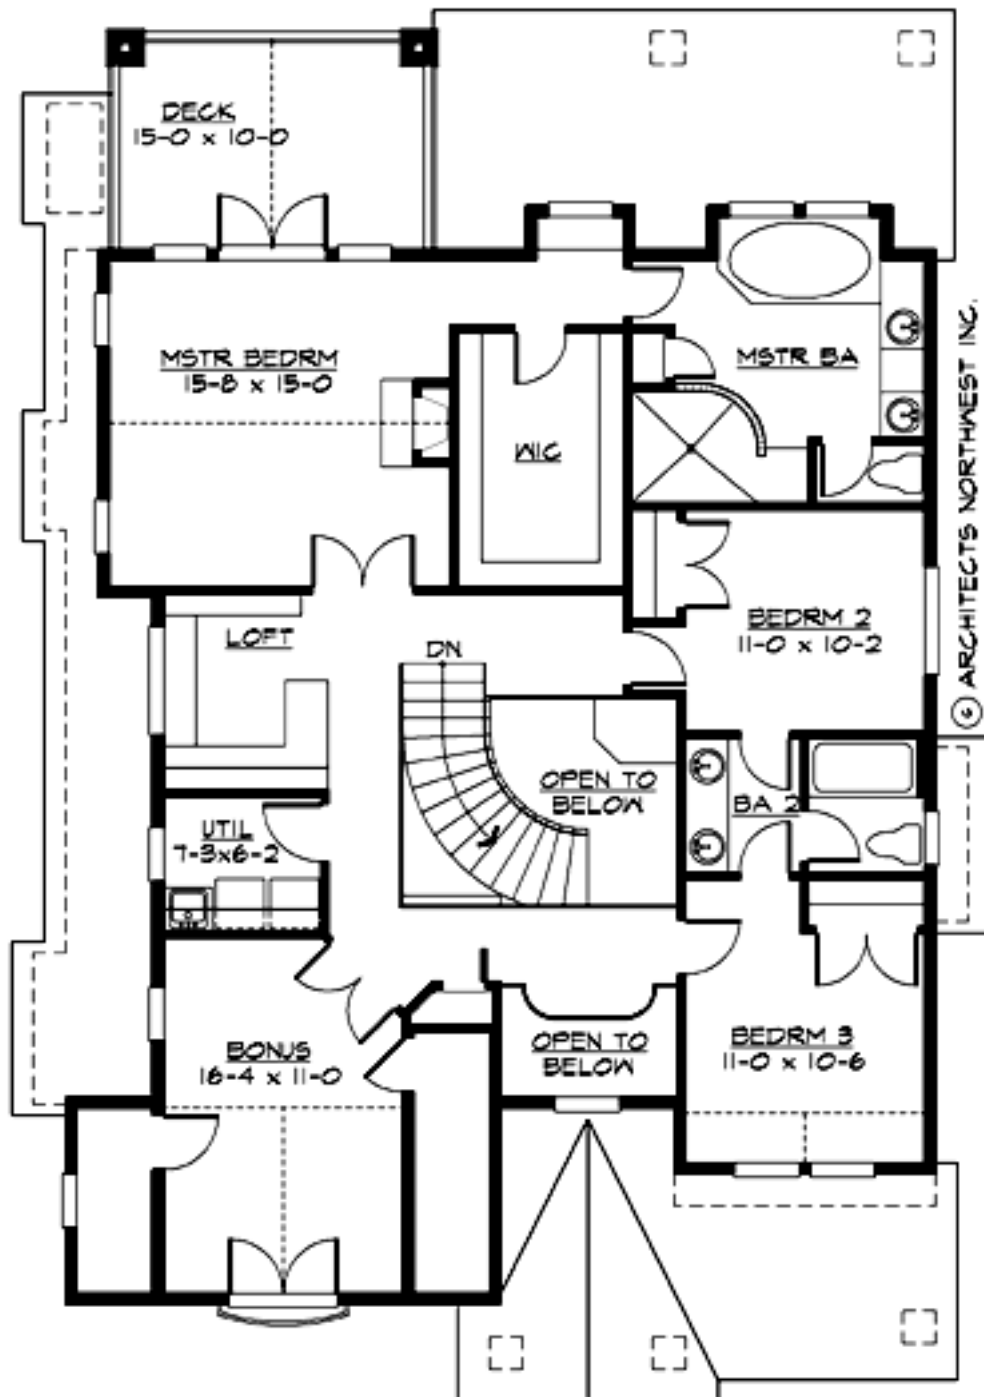 DECK
15-0 x 10-0
MSTR BEDRM
15-8 x 15-0
MSTR BA
WIC
© ARCHITECTS NORTHWEST INC.
BEDRM 2
11-0 x 10-2
LOFT
DN
OPEN TO
BELOW
BA 2
UTIL
7-3x6-2
BEDRM 3
11-0 x 10-6
OPEN TO
BELOW
BONUS
16-4 x 11-0